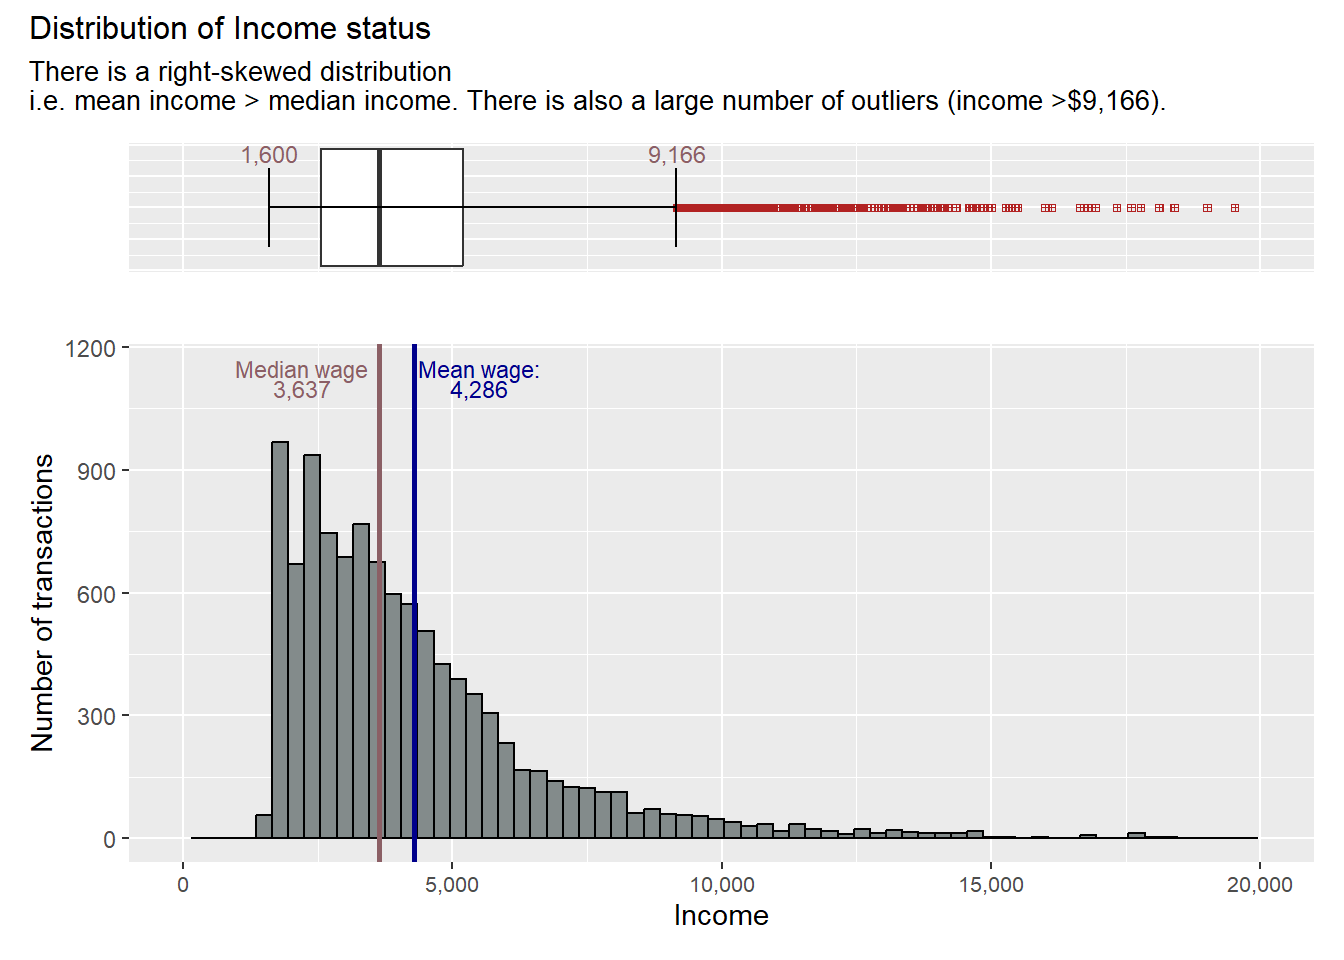 Distribution of Income status
There is a right-skewed distribution
i.e. mean income > median income. There is also a large number of outliers (income >$9,166).
1,600
9,166
1200
Median wage
3,637
Mean wage:
4,286
900
600
300
0
Number of transactions
0
5,000
10,000
15,000
20,000
Income